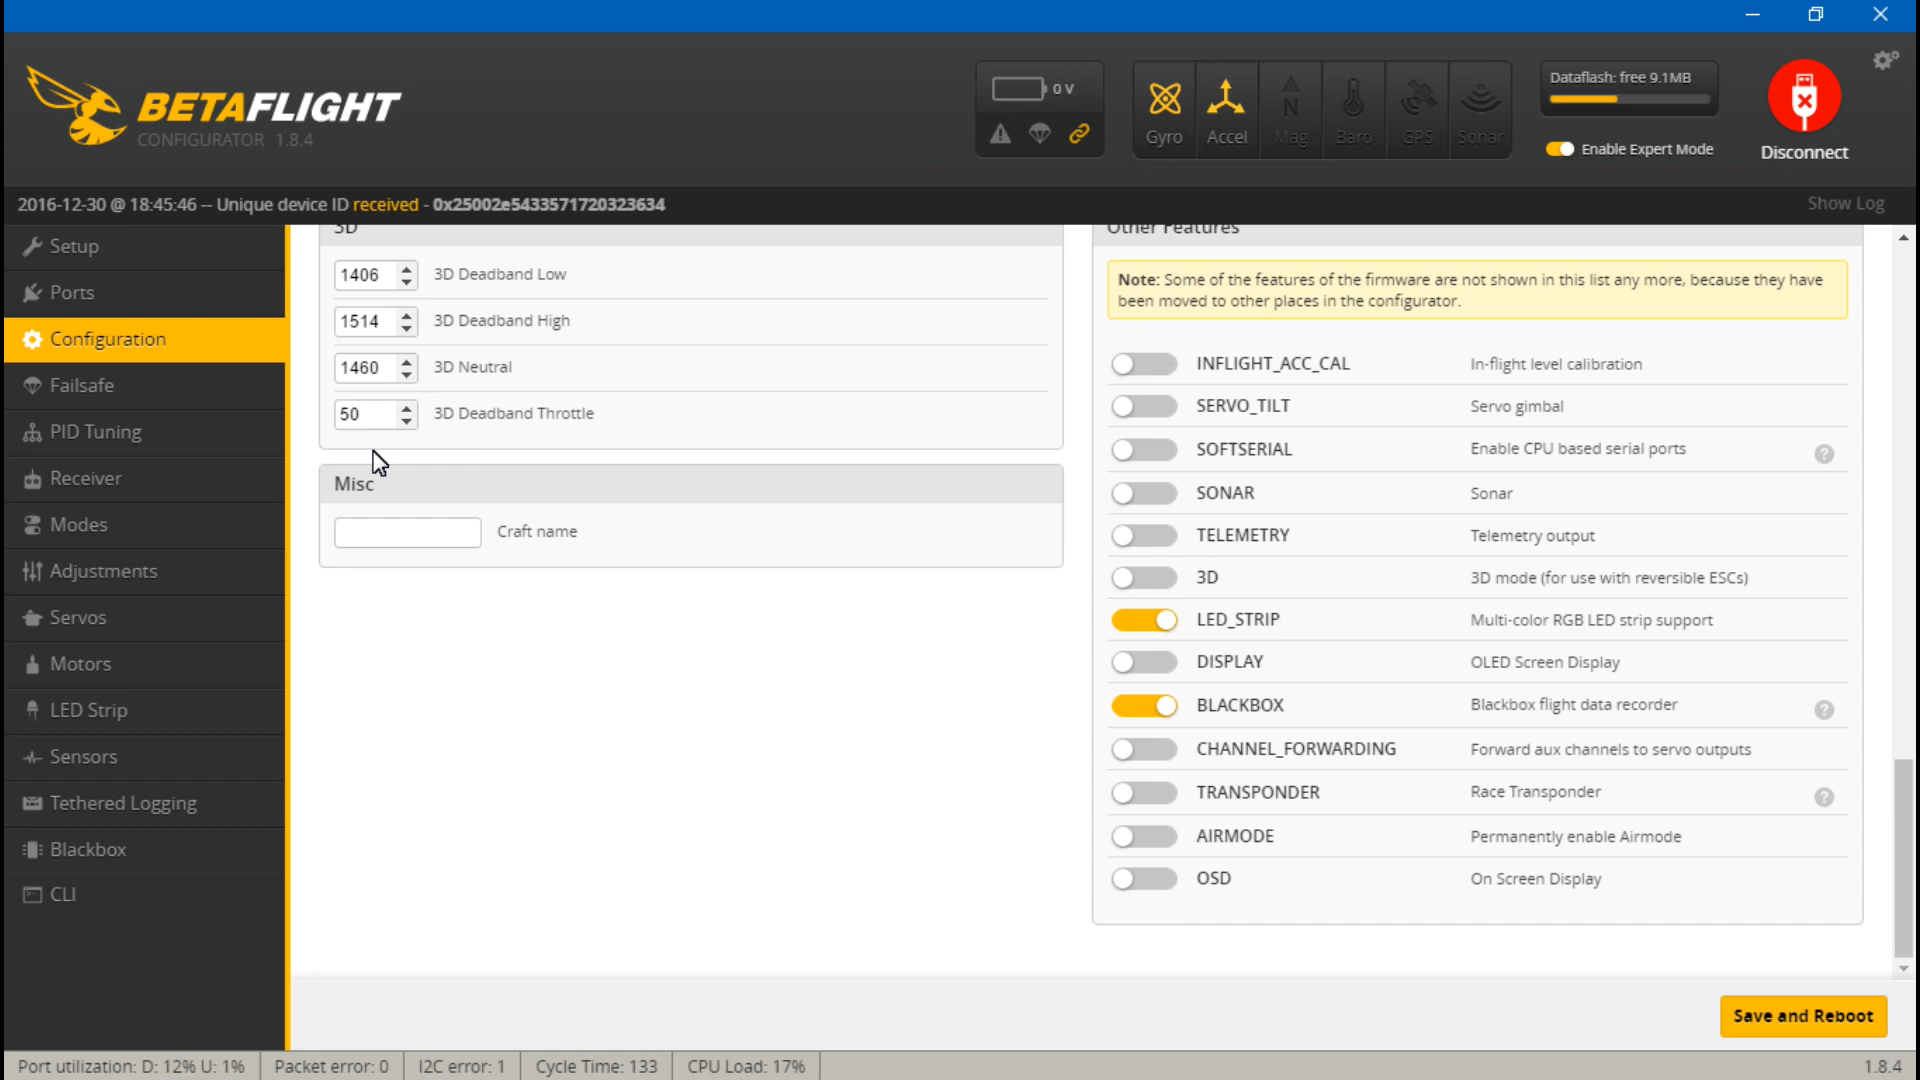 BETAFLIGHT
CONFIGURATOR 1.8.4
0 V
Gyro
Accel
Mag
Baro
GPS
Sonar
Dataflash: free 9.1MB
Enable Expert Mode
Disconnect
2016-12-30 @ 18:45:46 -- Unique device ID received - 0x25002e5433571720323634
Show Log
Setup
Ports
Configuration
Failsafe
PID Tuning
Receiver
Modes
Adjustments
Servos
Motors
LED Strip
Sensors
Tethered Logging
Blackbox
CLI
3D
1406 3D Deadband Low
1514 3D Deadband High
1460 3D Neutral
50 3D Deadband Throttle
Misc
Craft name
Other Features
Note: Some of the features of the firmware are not shown in this list any more, because they have
been moved to other places in the configurator.
INFLIGHT_ACC_CAL In-flight level calibration
SERVO_TILT Servo gimbal
SOFTSERIAL Enable CPU based serial ports ?
SONAR Sonar
TELEMETRY Telemetry output
3D 3D mode (for use with reversible ESCs)
LED_STRIP Multi-color RGB LED strip support
DISPLAY OLED Screen Display
BLACKBOX Blackbox flight data recorder ?
CHANNEL_FORWARDING Forward aux channels to servo outputs
TRANSPONDER Race Transponder ?
AIRMODE Permanently enable Airmode
OSD On Screen Display
Save and Reboot
Port utilization: D: 12% U: 1%
Packet error: 0
I2C error: 1
Cycle Time: 133
CPU Load: 17%
1.8.4